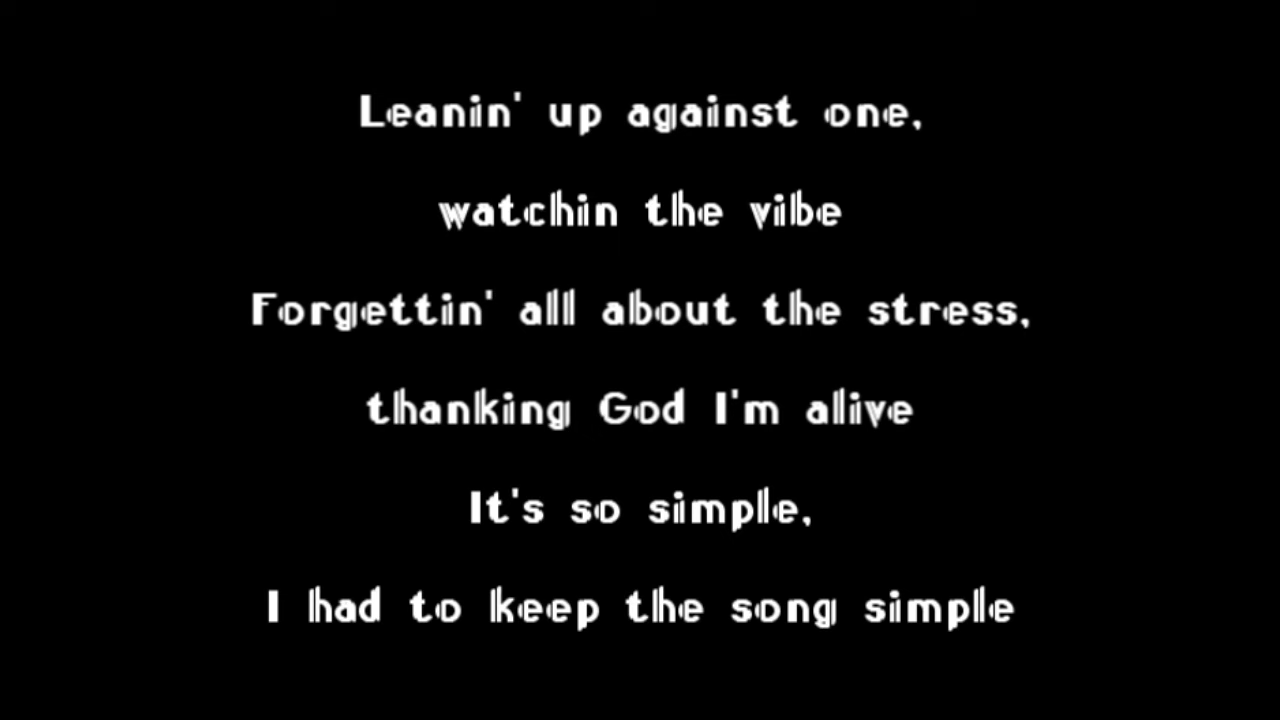 Leanin' up against one,
watchin the vibe
Forgettin' all about the stress,
thanking God I'm alive
It's so simple,
I had to keep the song simple